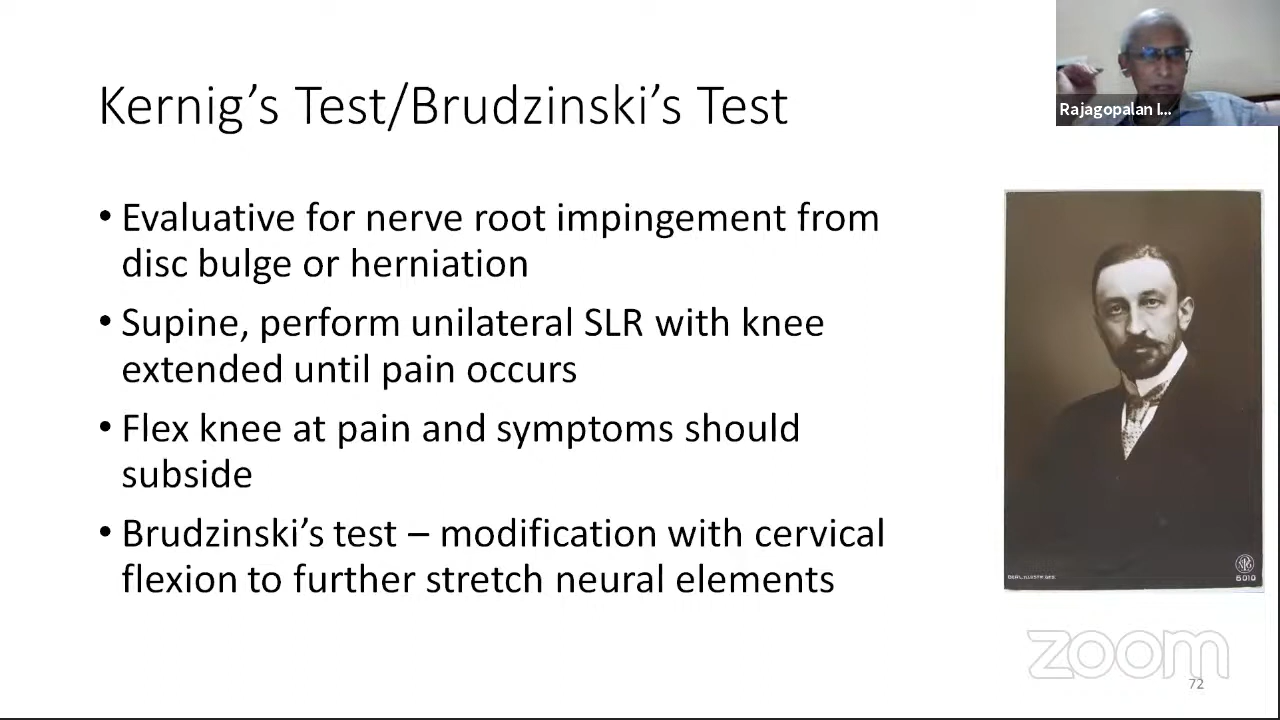 Rajagopalan I...
Kernig’s Test/Brudzinski’s Test
• Evaluative for nerve root impingement from
disc bulge or herniation
• Supine, perform unilateral SLR with knee
extended until pain occurs
• Flex knee at pain and symptoms should
subside
• Brudzinski’s test – modification with cervical
flexion to further stretch neural elements
6010
zoom
72